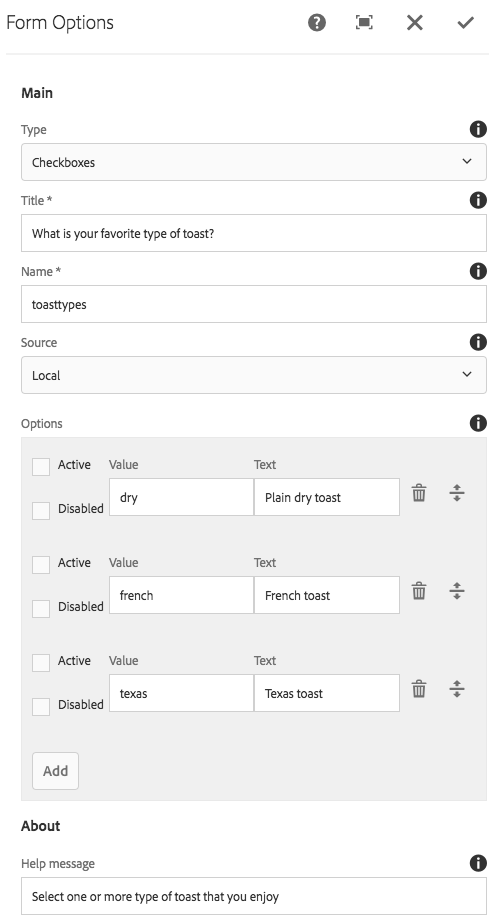 Form Options
Main
Type
Checkboxes
Title *
What is your favorite type of toast?
Name *
toasttypes
Source
Local
Options
Active Value Text
dry Plain dry toast
Disabled
Active Value Text
french French toast
Disabled
Active Value Text
texas Texas toast
Disabled
Add
About
Help message
Select one or more type of toast that you enjoy